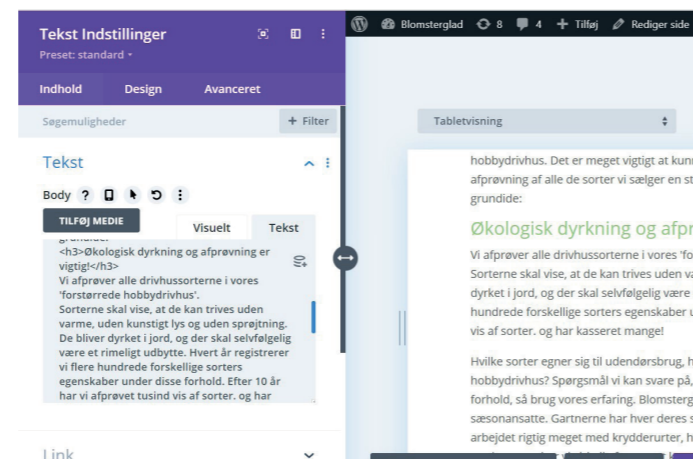 Tekst Indstillinger
Preset: standard
Indhold Design Avanceret
Søgemuligheder + Filter
Tekst
Body ?
TILFØJ MEDIE
Visuelt Tekst
grundide:
<h3>Økologisk dyrkning og afprøvning er
vigtig!</h3>
Vi afprøver alle drivhussorterne i vores
'forstørrede hobbydrivhus'.
Sorterne skal vise, at de kan trives uden
varme, uden kunstigt lys og uden sprøjtning.
De bliver dyrket i jord, og der skal selvfølgelig
være et rimeligt udbytte. Hvert år registrerer
vi flere hundrede forskellige sorters
egenskaber under disse forhold. Efter 10 år
har vi afprøvet tusind vis af sorter. og har
Link
Blomsterglad 8 4 + Tilføj Rediger side
Tabletvisning
hobbydrivhus. Det er meget vigtigt at kunn
afprøvning af alle de sorter vi sælger en st
grundide:
Økologisk dyrkning og afpr
Vi afprøver alle drivhussorterne i vores 'fo
Sorterne skal vise, at de kan trives uden va
dyrket i jord, og der skal selvfølgelig være
hundrede forskellige sorters egenskaber u
vis af sorter. og har kasseret mange!
Hvilke sorter egner sig til udendørsbrug, h
hobbydrivhus? Spørgsmål vi kan svare på,
forhold, så brug vores erfaring. Blomsterg
sæsonansatte. Gartnerne har hver deres s
arbejdet rigtig meget med krydderurter, h